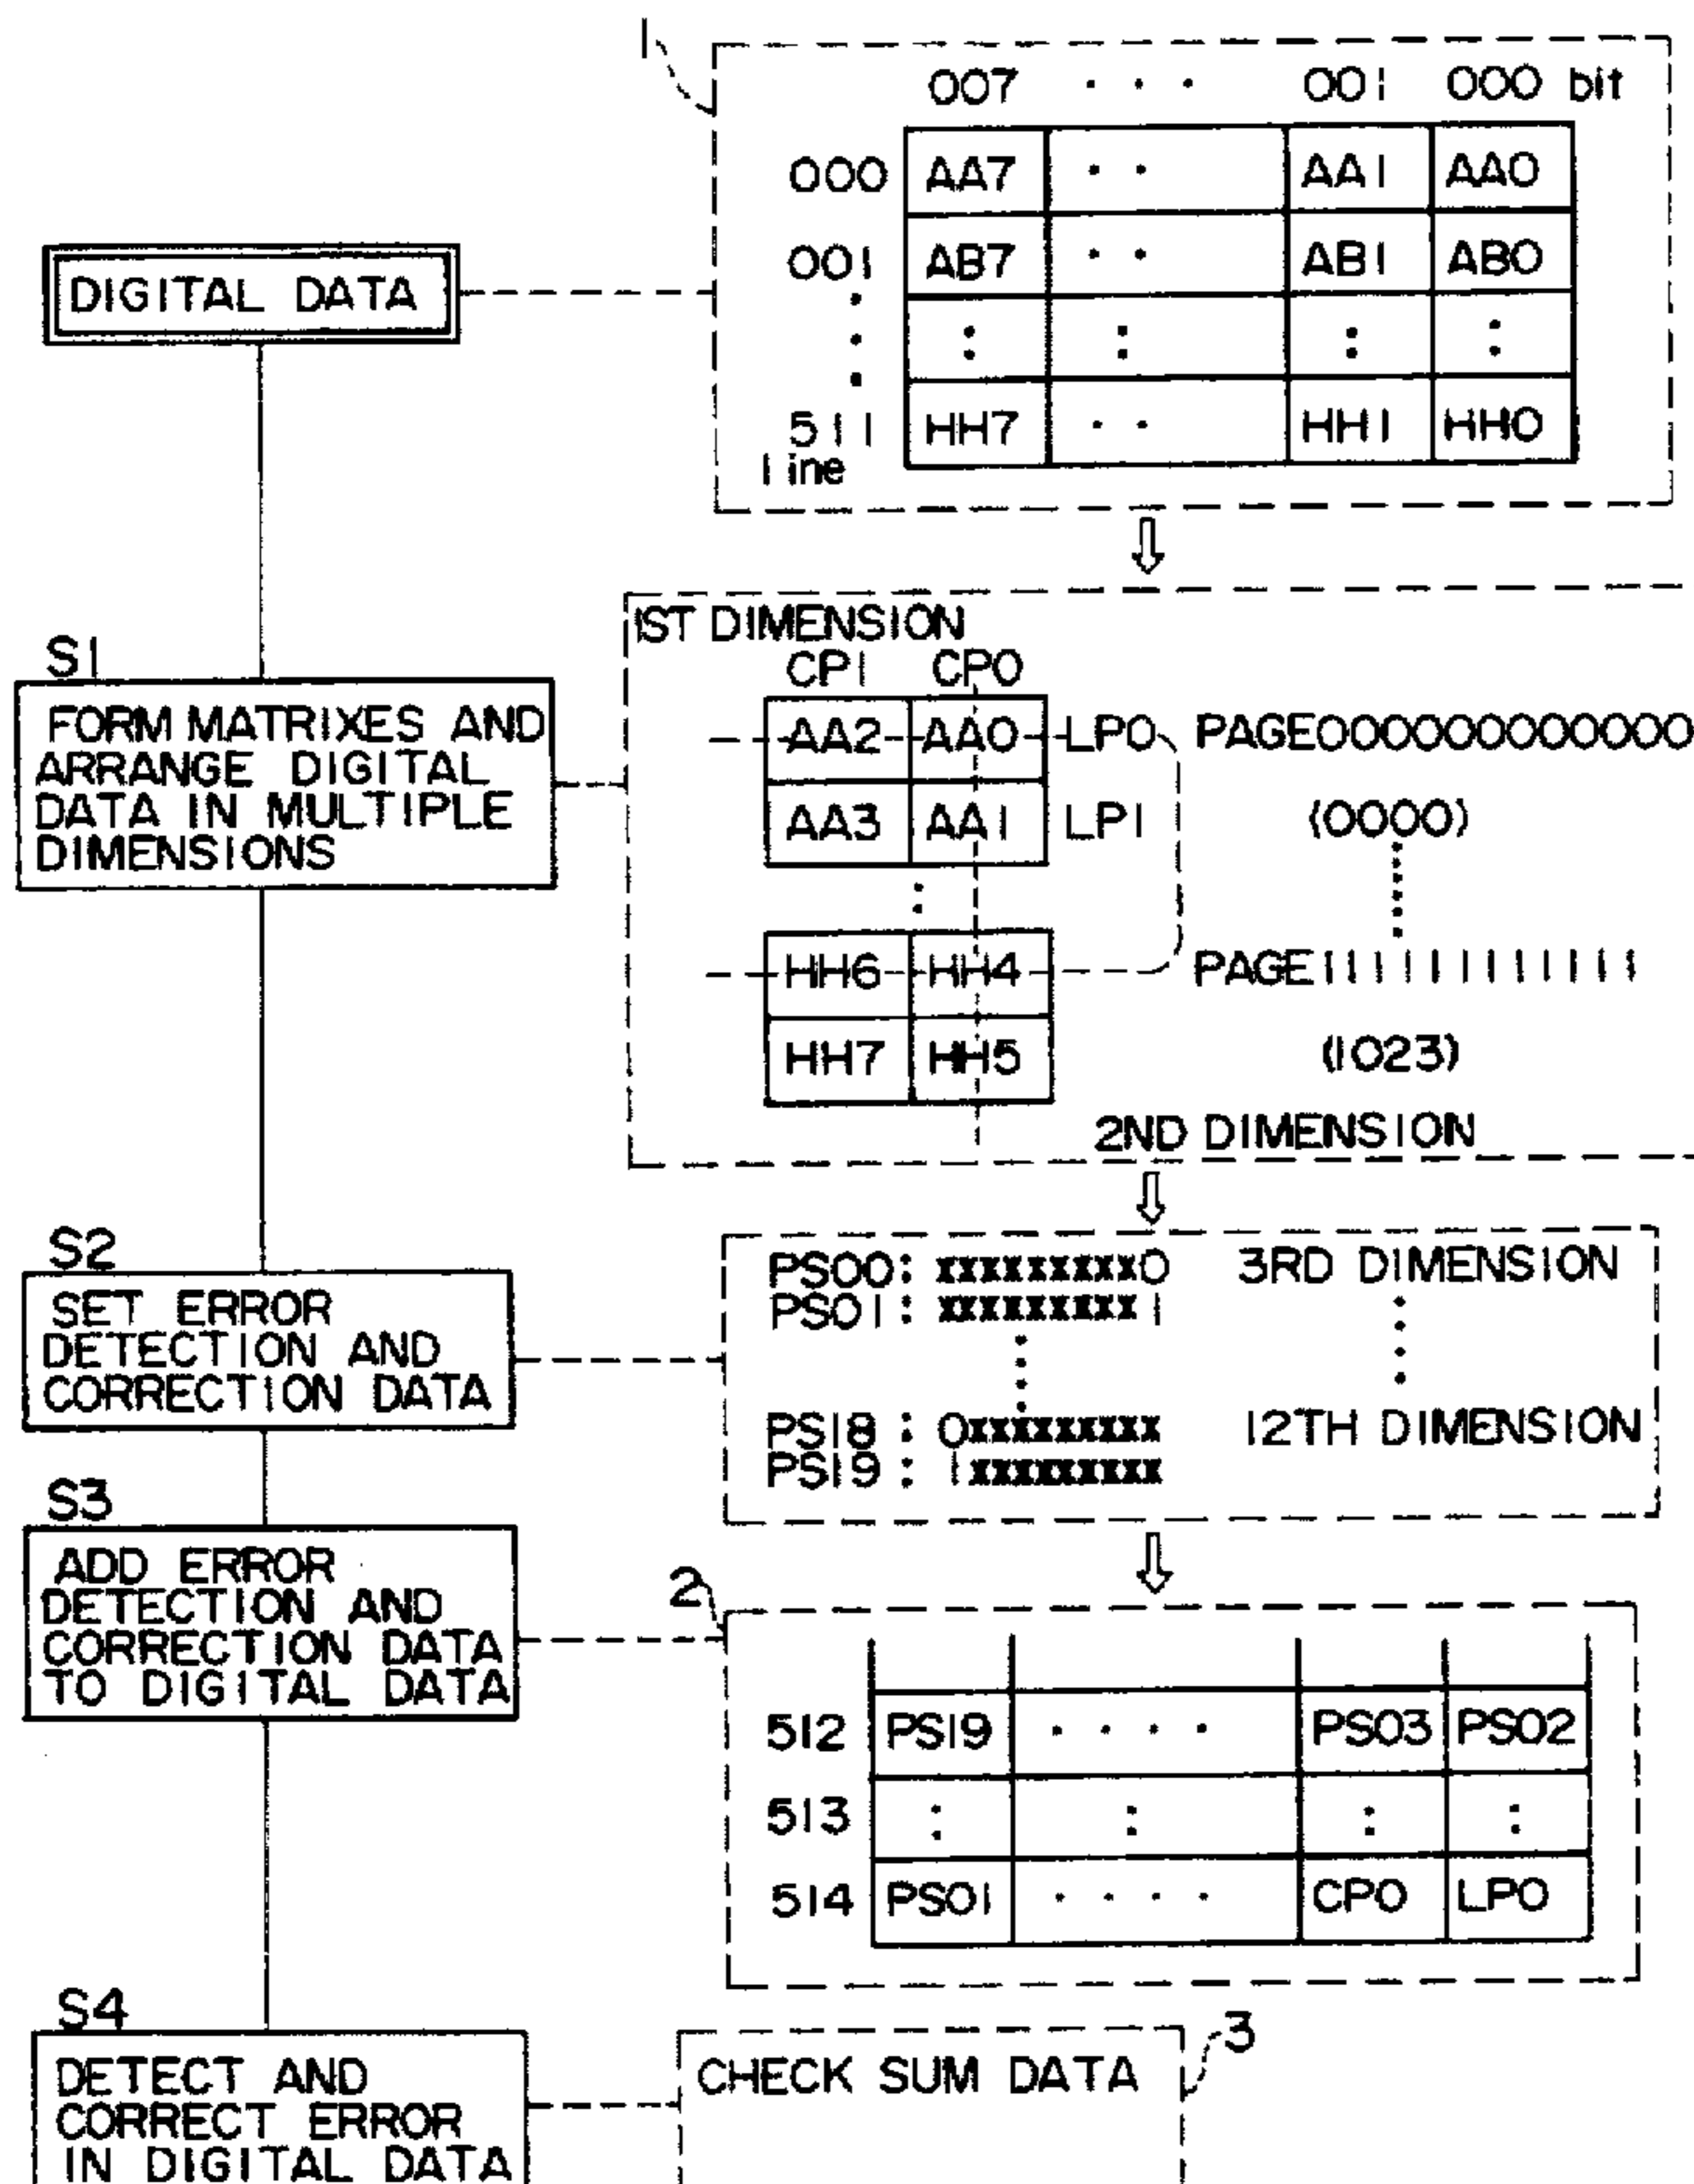 1
007 · · · 001 000 bit
000 AA7 · · AA1 AA0
001 AB7 · · AB1 AB0
511 HH7 · · HH1 HH0
line
DIGITAL DATA
S1
FORM MATRIXES AND
ARRANGE DIGITAL
DATA IN MULTIPLE
DIMENSIONS
1ST DIMENSION
CP1 CP0
AA2 AA0 LP0 PAGE000000000000
AA3 AA1 LP1 (0000)
HH6 HH4 PAGE111111111111
HH7 HH5 (1023)
2ND DIMENSION
S2
SET ERROR
DETECTION AND
CORRECTION DATA
PS00: xxxxxxxxx0 3RD DIMENSION
PS01: xxxxxxxxx1
PS18: 0xxxxxxxxx 12TH DIMENSION
PS19: 1xxxxxxxxx
S3
ADD ERROR
DETECTION AND
CORRECTION DATA
TO DIGITAL DATA
2
512 PS19 · · · · PS03 PS02
513
514 PS01 · · · · CP0 LP0
S4
DETECT AND
CORRECT ERROR
IN DIGITAL DATA
CHECK SUM DATA
3